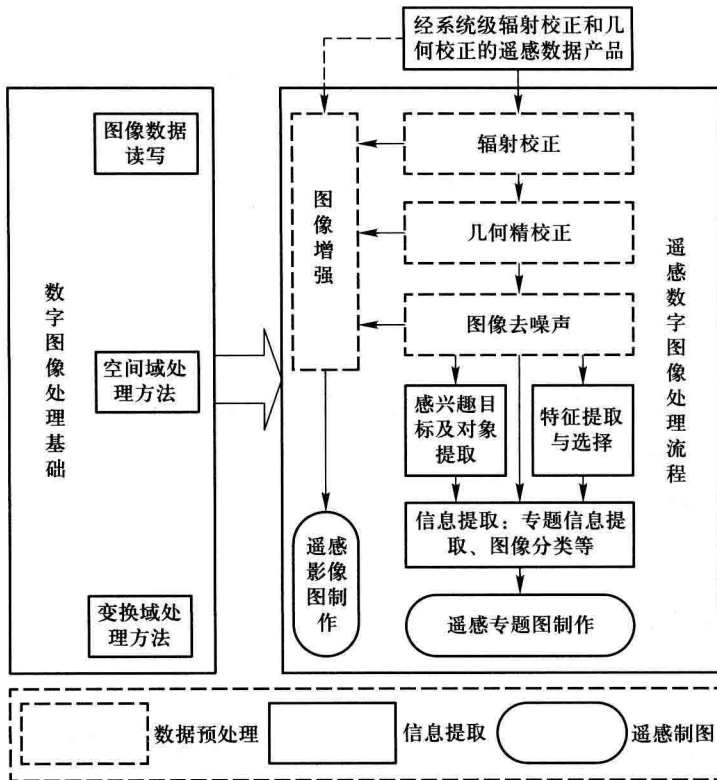 经系统级辐射校正和几
何校正的遥感数据产品
图像数据
读写
数字图像处理基础
空间域处
理方法
变换域处
理方法
图像增强
辐射校正
几何精校正
图像去噪声
感兴趣目
标及对象
提取
特征提取
与选择
信息提取：专题信息提
取、图像分类等
遥感
影像
图制
作
遥感专题图制作
遥感数字图像处理流程
数据预处理
信息提取
遥感制图